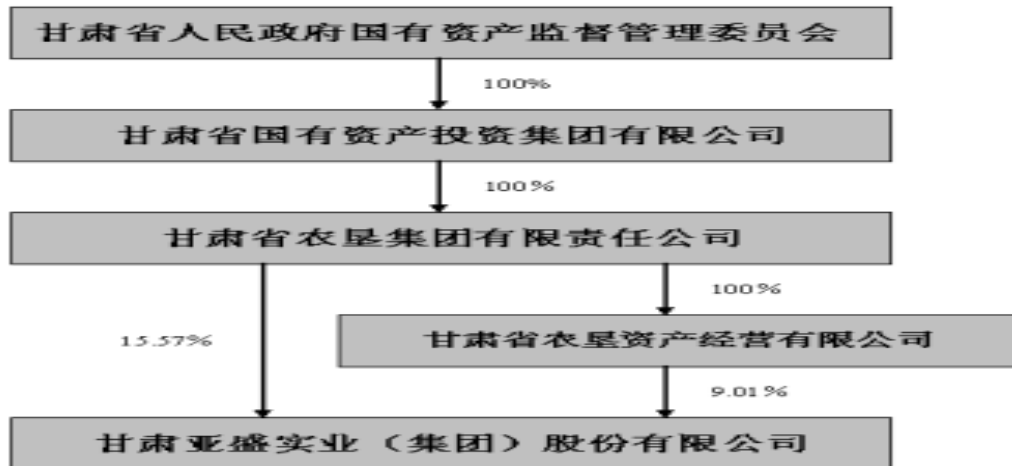 甘肃省人民政府国有资产监督管理委员会
100%
甘肃省国有资产投资集团有限公司
100%
甘肃省农垦集团有限责任公司
100%
15.57%
甘肃省农垦资产经营有限公司
9.01%
甘肃亚盛实业（集团）股份有限公司